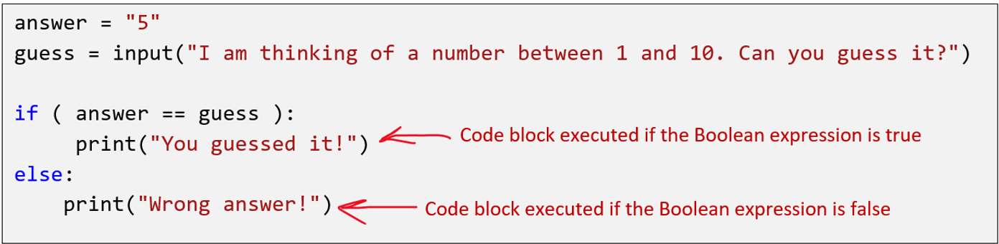 answer = "5"
guess = input("I am thinking of a number between 1 and 10. Can you guess it?")
if ( answer == guess ):
print("You guessed it!") Code block executed if the Boolean expression is true
else:
print("Wrong answer!") Code block executed if the Boolean expression is false